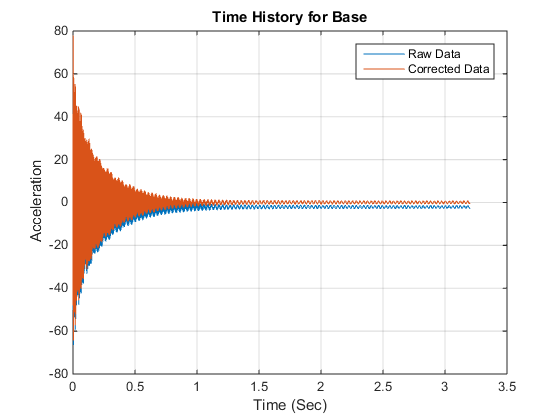 Time History for Base
Raw Data
Corrected Data
Acceleration
80
60
40
20
0
-20
-40
-60
-80
0 0.5 1 1.5 2 2.5 3 3.5
Time (Sec)